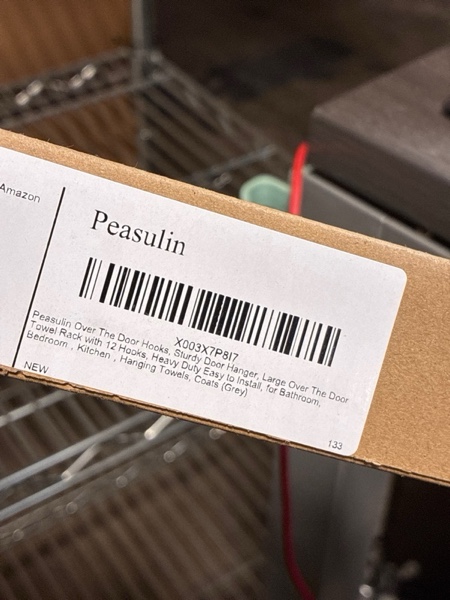 Amazon
Peasulin
X003X7P8I7
Peasulin Over The Door Hooks, Sturdy Door Hanger, Large Over The Door
Towel Rack with 12 Hooks, Heavy Duty Easy to Install, for Bathroom,
Bedroom , Kitchen , Hanging Towels, Coats (Grey)
NEW
133